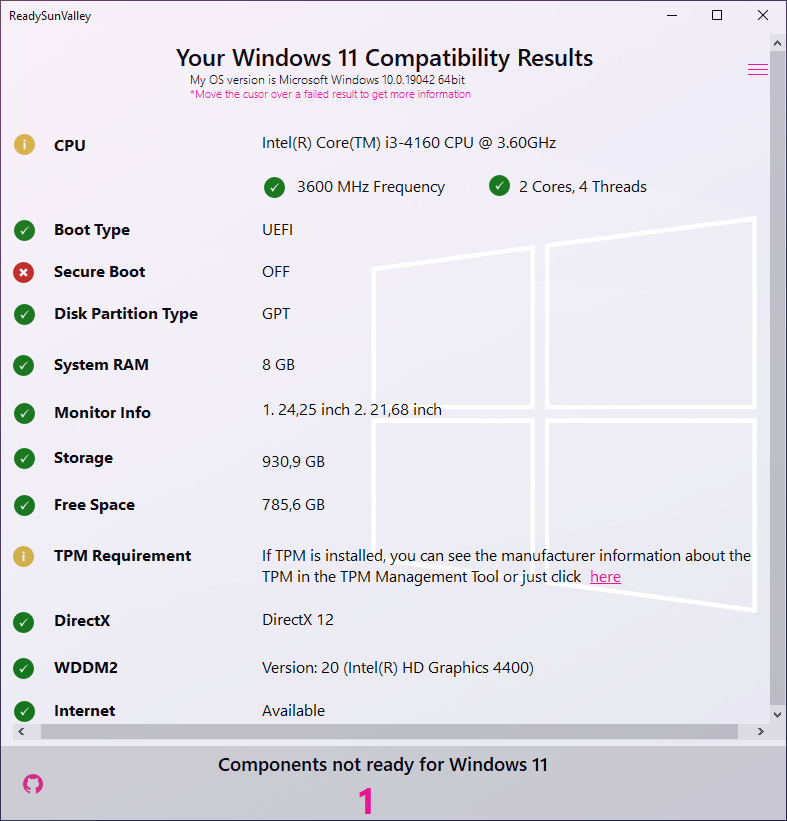 ReadySunValley
Your Windows 11 Compatibility Results
My OS version is Microsoft Windows 10.0.19042 64bit
*Move the cusor over a failed result to get more information
CPU
Intel(R) Core(TM) i3-4160 CPU @ 3.60GHz
3600 MHz Frequency
2 Cores, 4 Threads
Boot Type
UEFI
Secure Boot
OFF
Disk Partition Type
GPT
System RAM
8 GB
Monitor Info
1. 24,25 inch 2. 21,68 inch
Storage
930,9 GB
Free Space
785,6 GB
TPM Requirement
If TPM is installed, you can see the manufacturer information about the
TPM in the TPM Management Tool or just click here
DirectX
DirectX 12
WDDM2
Version: 20 (Intel(R) HD Graphics 4400)
Internet
Available
Components not ready for Windows 11
1